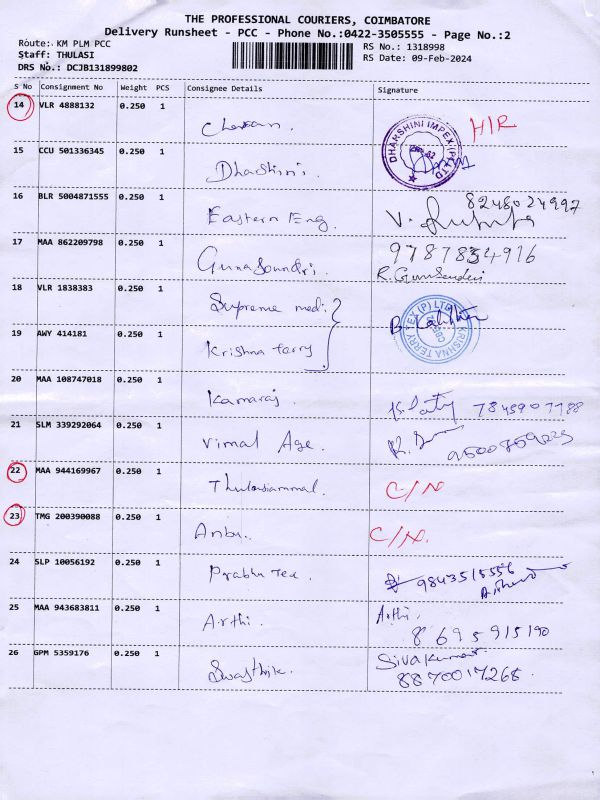 THE PROFESSIONAL COURIERS, COIMBATORE
Delivery Runsheet - PCC - Phone No.:0422-3505555 - Page No.:2
Route: KM PLM PCC
RS No.: 1318998
Staff: THULASI
RS Date: 09-Feb-2024
DRS No.: DCJB131899802
S No Consignment No Weight PCS Consignee Details Signature
14 VLR 4888132 0.250 1
DHARSHINI IMPEX (P) LTD
15 CCU 501336345 0.250 1 Dharshini.
16 BLR 5004871555 0.250 1 Eastern Eng. 8248024997
17 MAA 862209798 0.250 1 Gunasoundri. 9787834916
18 VLR 1838383 0.250 1 Supreme medi
KRISHNA TERRY TEX (P) LTD
19 AWY 414181 0.250 1 Krishna terry
20 MAA 108747018 0.250 1 Kamaraj. 7845907788
21 SLM 339292064 0.250 1 Vimal Age.
22 MAA 944169967 0.250 1 Thulasiammal. C/N
23 TMG 200390088 0.250 1 Anbu. C/N.
24 SLP 10056192 0.250 1 Prabhu Tex. 9843515556
25 MAA 943683811 0.250 1 Arthi. Arthi.
8695915190
26 GPM 5359176 0.250 1 Swasthik. Sivakumar
8870017268